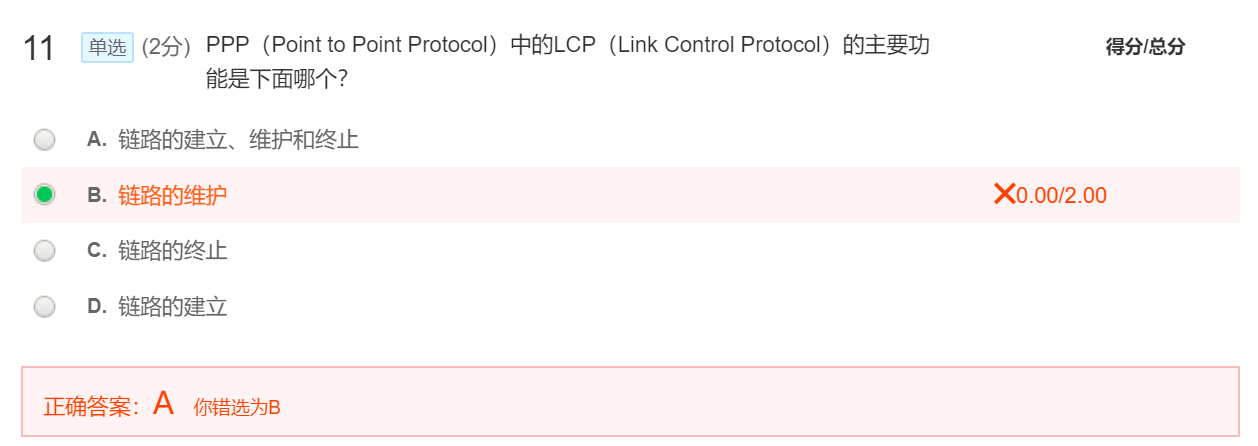 11 单选 (2分) PPP（Point to Point Protocol）中的LCP（Link Control Protocol）的主要功 得分/总分
能是下面哪个？
A. 链路的建立、维护和终止
B. 链路的维护 ✕0.00/2.00
C. 链路的终止
D. 链路的建立
正确答案：A 你错选为B